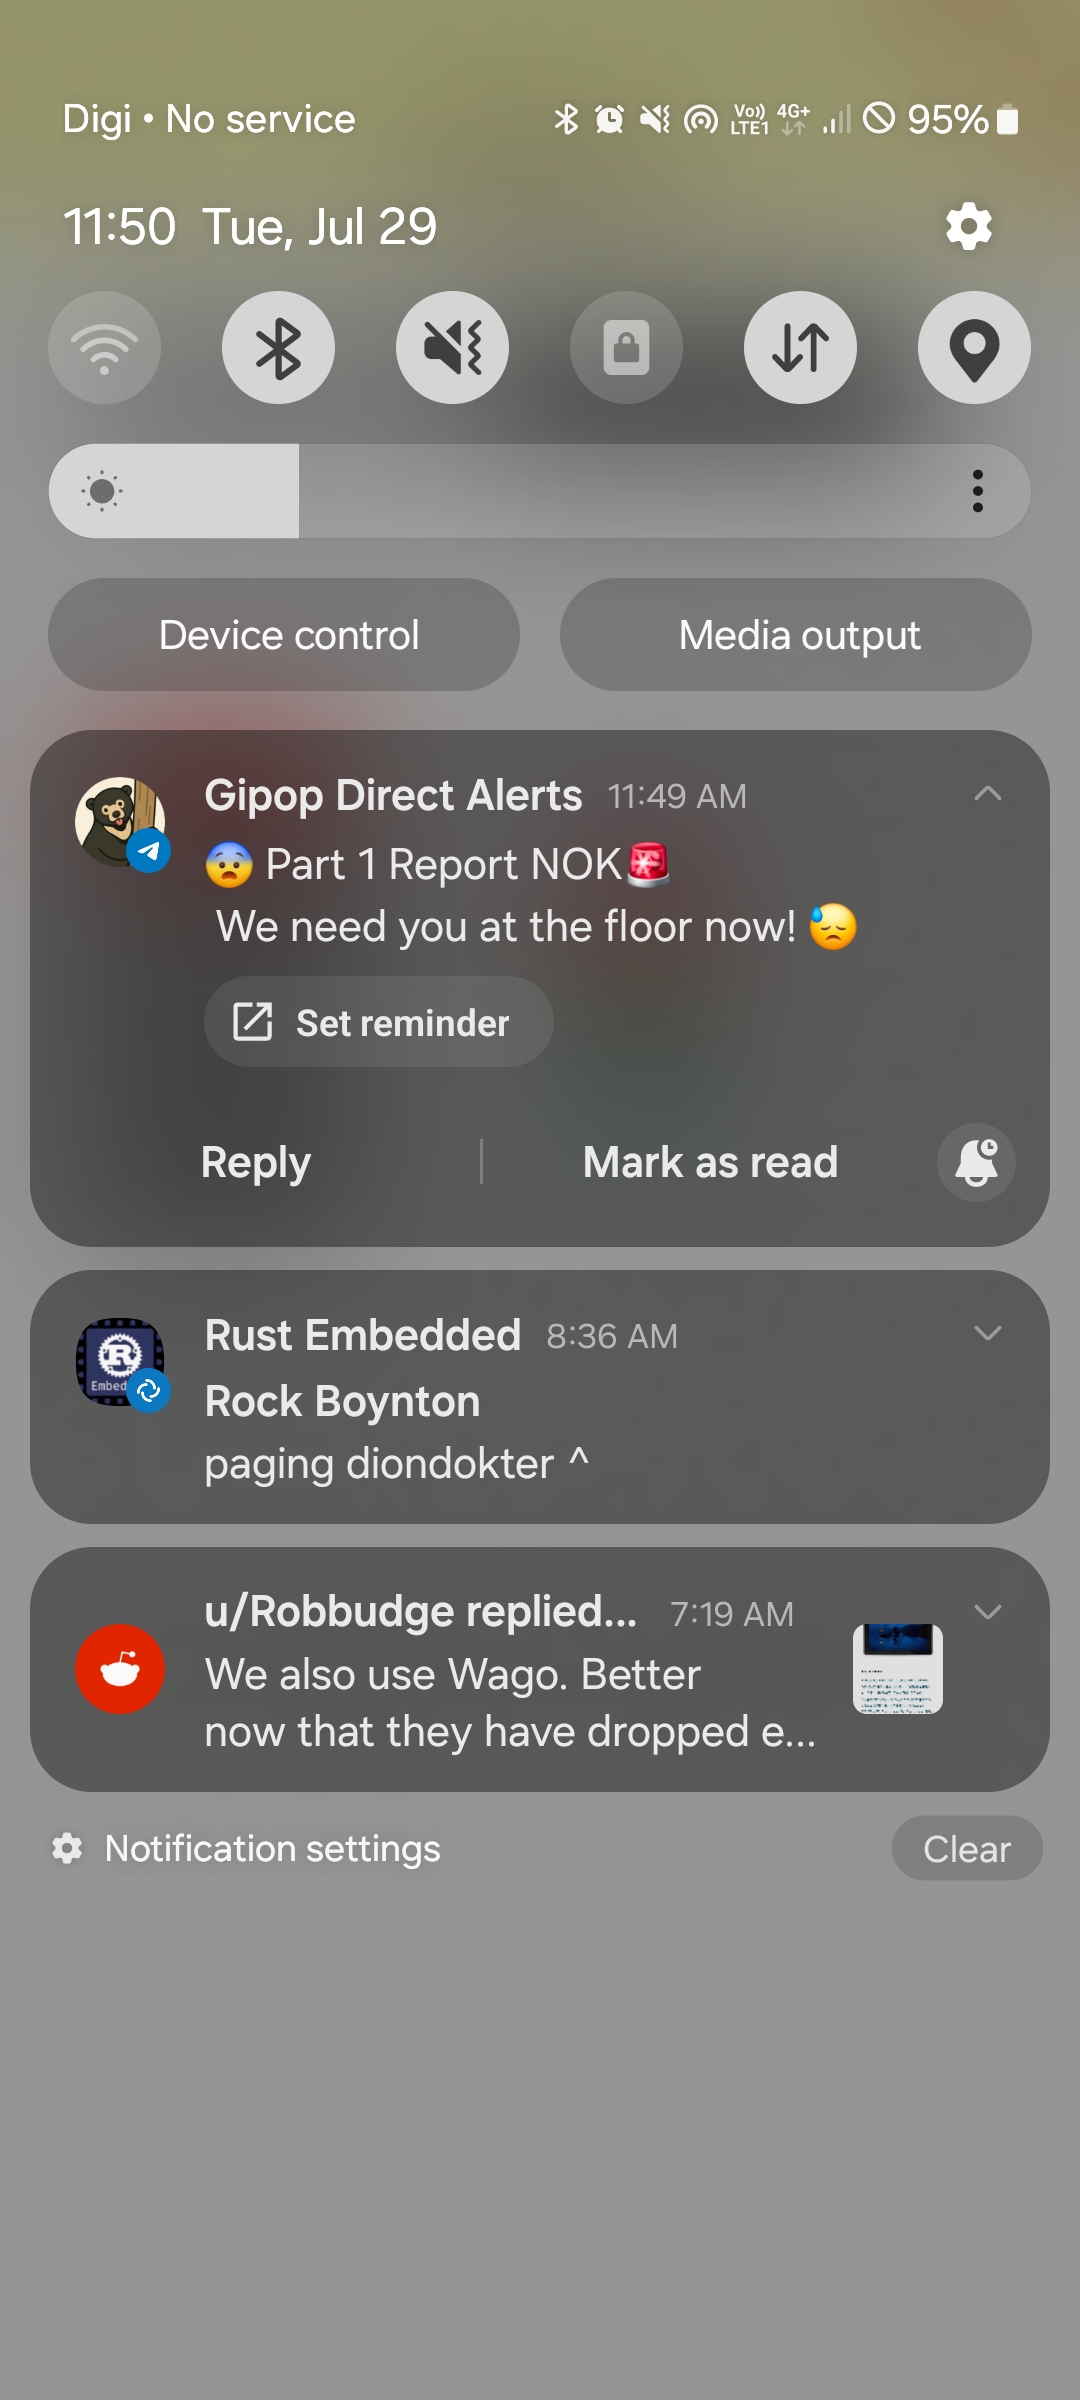 Digi • No service Vo)) LTE1 4G+ 95%
11:50 Tue, Jul 29
Device control Media output
Gipop Direct Alerts 11:49 AM
😨 Part 1 Report NOK🚨
We need you at the floor now! 😓
Set reminder
Reply Mark as read
Rust Embedded 8:36 AM
Rock Boynton
paging diondokter ^
u/Robbudge replied... 7:19 AM
We also use Wago. Better
now that they have dropped e...
Notification settings Clear